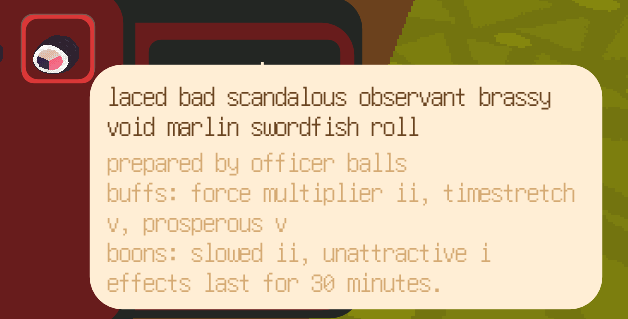 laced bad scandalous observant brassy
void marlin swordfish roll
prepared by officer balls
buffs: force multiplier ii, timestretch
v, prosperous v
boons: slowed ii, unattractive i
effects last for 30 minutes.